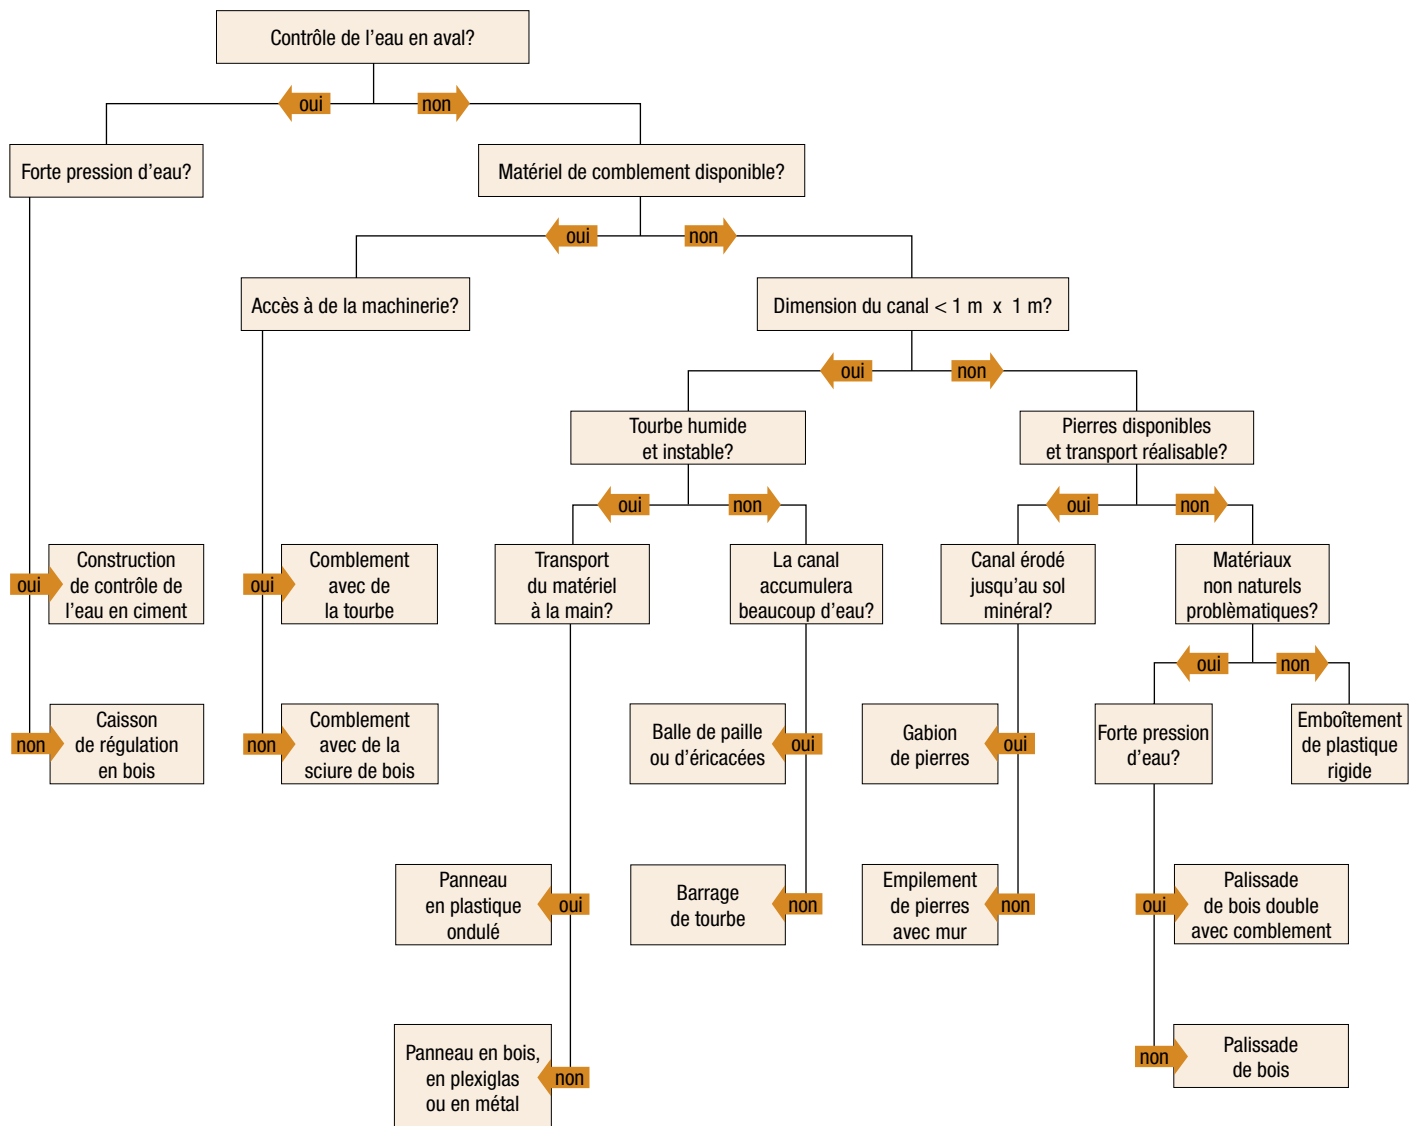 Contrôle de l'eau en aval?
oui
non
Forte pression d'eau?
Matériel de comblement disponible?
oui
non
Accès à de la machinerie?
Dimension du canal < 1 m x 1 m?
oui
non
Tourbe humide
et instable?
Pierres disponibles
et transport réalisable?
oui
non
oui
non
oui
Construction
de contrôle de
l'eau en ciment
oui
Comblement
avec de
la tourbe
Transport
du matériel
à la main?
La canal
accumulera
beaucoup d'eau?
Canal érodé
jusqu'au sol
minéral?
Matériaux
non naturels
problèmatiques?
oui
non
non
Caisson
de régulation
en bois
non
Comblement
avec de la
sciure de bois
Balle de paille
ou d'éricacées
oui
Gabion
de pierres
oui
Forte pression
d'eau?
Emboîtement
de plastique
rigide
Panneau
en plastique
ondulé
oui
Barrage
de tourbe
non
Empilement
de pierres
avec mur
non
oui
Palissade
de bois double
avec comblement
Panneau en bois,
en plexiglas
ou en métal
non
non
Palissade
de bois